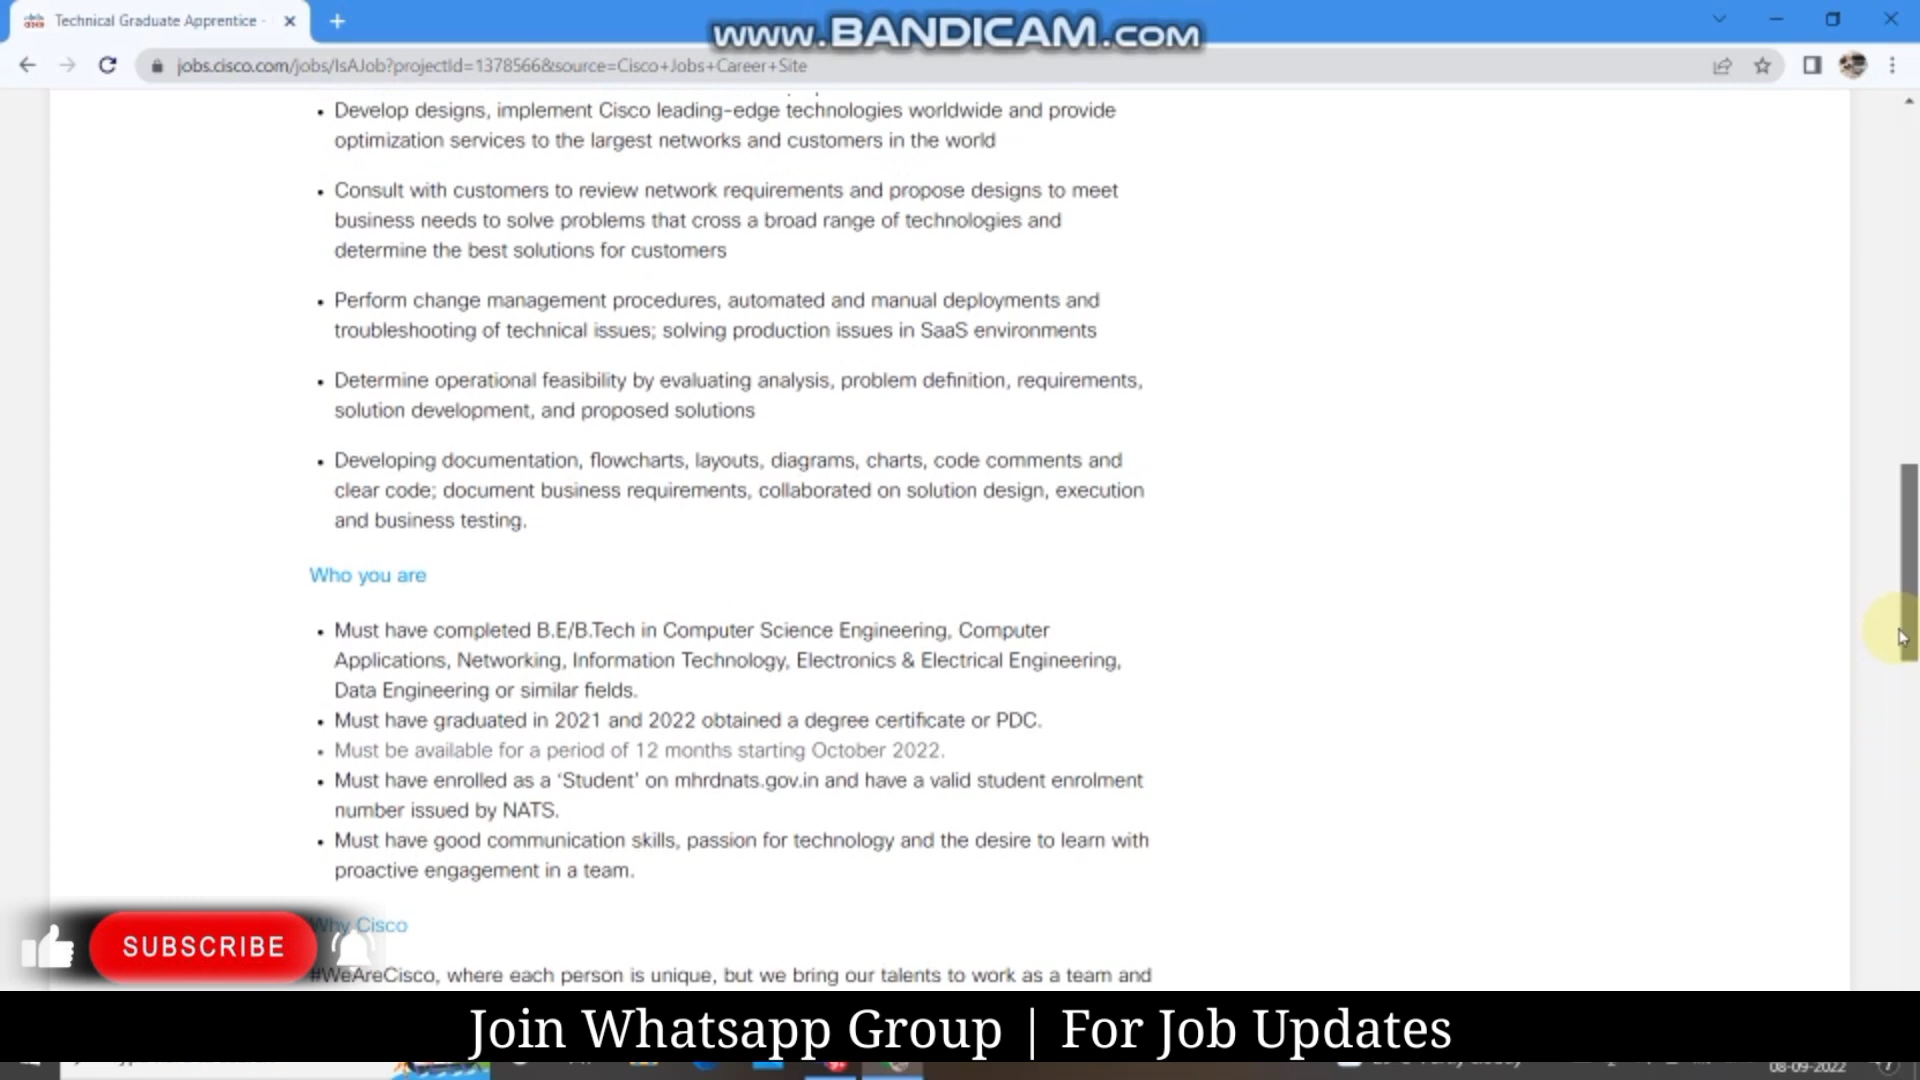 Technical Graduate Apprentice -
www.BANDICAM.com
jobs.cisco.com/jobs/IsAJob?projectId=1378566&source=Cisco+Jobs+Career+Site
• Develop designs, implement Cisco leading-edge technologies worldwide and provide
optimization services to the largest networks and customers in the world
• Consult with customers to review network requirements and propose designs to meet
business needs to solve problems that cross a broad range of technologies and
determine the best solutions for customers
• Perform change management procedures, automated and manual deployments and
troubleshooting of technical issues; solving production issues in SaaS environments
• Determine operational feasibility by evaluating analysis, problem definition, requirements,
solution development, and proposed solutions
• Developing documentation, flowcharts, layouts, diagrams, charts, code comments and
clear code; document business requirements, collaborated on solution design, execution
and business testing.
Who you are
• Must have completed B.E/B.Tech in Computer Science Engineering, Computer
Applications, Networking, Information Technology, Electronics & Electrical Engineering,
Data Engineering or similar fields.
• Must have graduated in 2021 and 2022 obtained a degree certificate or PDC.
• Must be available for a period of 12 months starting October 2022.
• Must have enrolled as a ‘Student’ on mhrdnats.gov.in and have a valid student enrolment
number issued by NATS.
• Must have good communication skills, passion for technology and the desire to learn with
proactive engagement in a team.
Why Cisco
SUBSCRIBE
#WeAreCisco, where each person is unique, but we bring our talents to work as a team and
Join Whatsapp Group | For Job Updates
08-09-2022